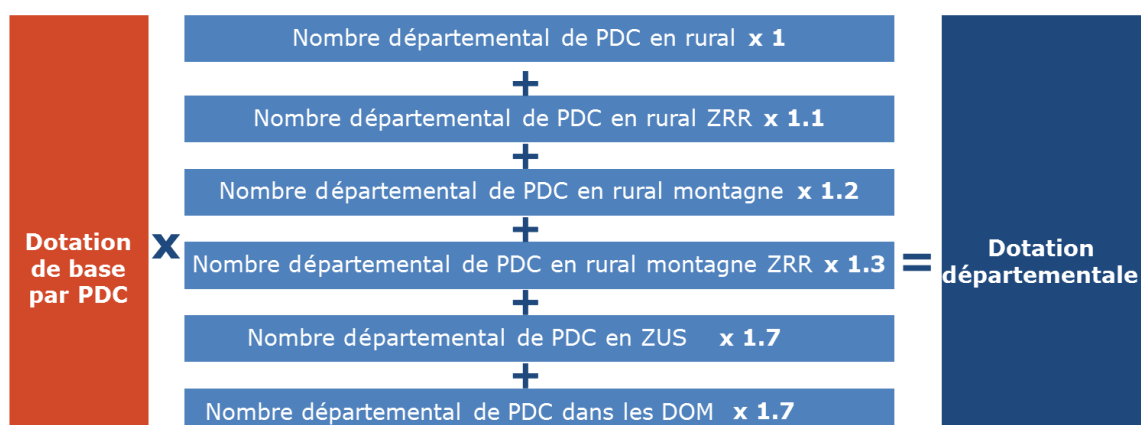 Nombre départemental de PDC en rural x 1
+
Nombre départemental de PDC en rural ZRR x 1.1
+
Nombre départemental de PDC en rural montagne x 1.2
+
Dotation
de base
par PDC
x
Nombre départemental de PDC en rural montagne ZRR x 1.3
=
Dotation
départementale
+
Nombre départemental de PDC en ZUS x 1.7
+
Nombre départemental de PDC dans les DOM x 1.7